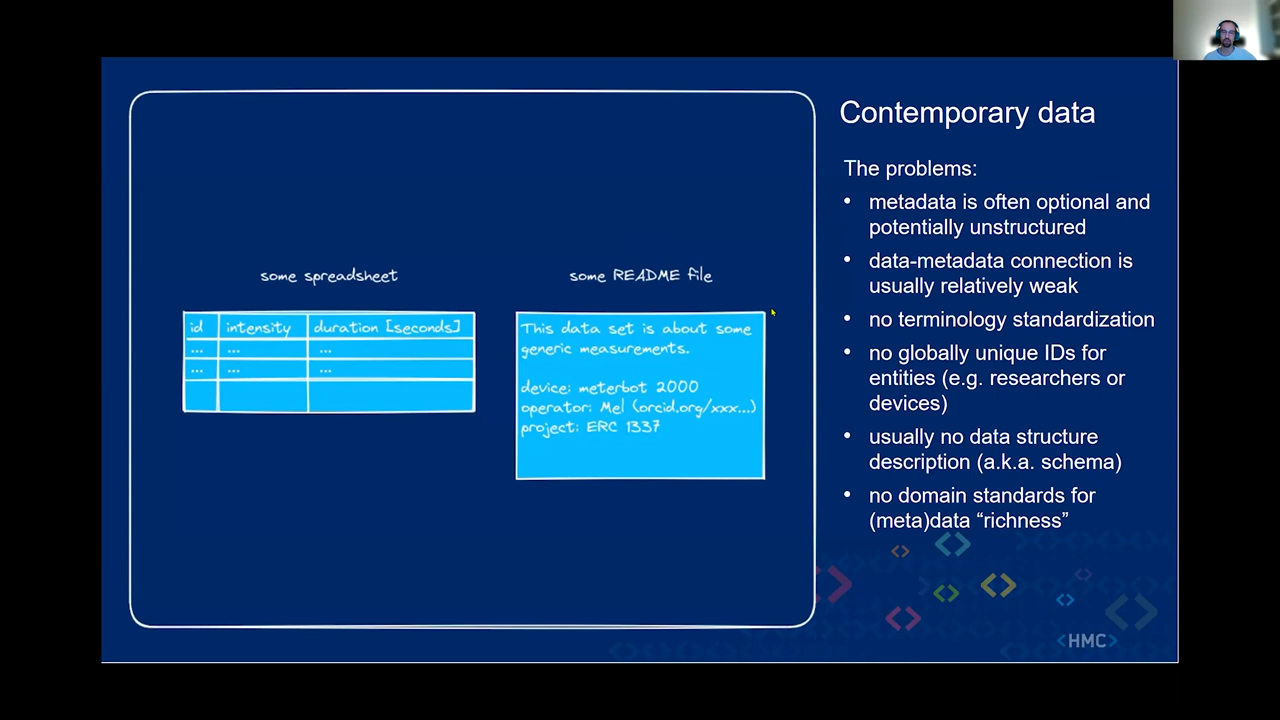 Contemporary data
The problems:
• metadata is often optional and
potentially unstructured
• data-metadata connection is
usually relatively weak
• no terminology standardization
• no globally unique IDs for
entities (e.g. researchers or
devices)
• usually no data structure
description (a.k.a. schema)
• no domain standards for
(meta)data “richness”
some spreadsheet
id intensity duration [seconds]
... ... ...
... ... ...
some README file
This data set is about some
generic measurements.
device: meterbot 2000
operator: Mel (orcid.org/xxx...)
project: ERC 1337
<HMC>